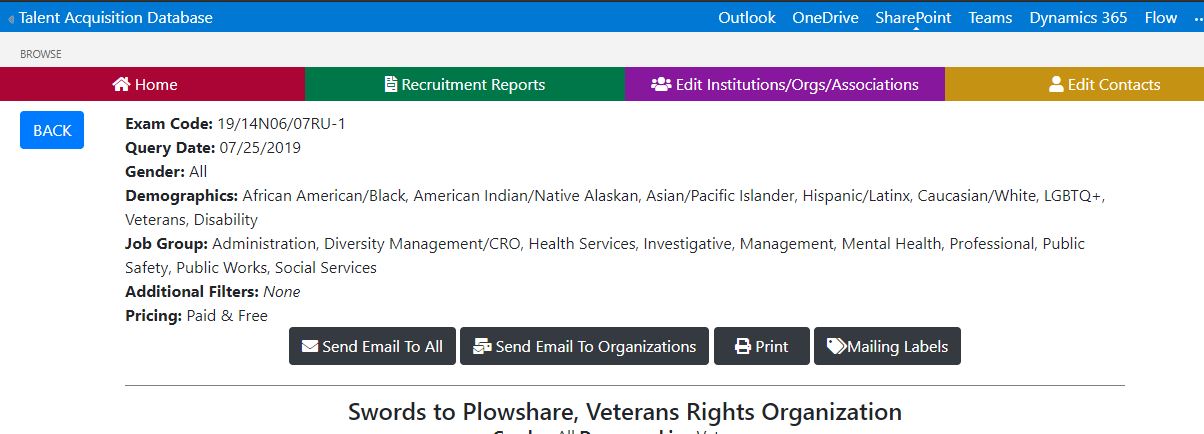 Talent Acquisition Database Outlook OneDrive SharePoint Teams Dynamics 365 Flow
BROWSE
Home Recruitment Reports Edit Institutions/Orgs/Associations Edit Contacts
BACK
Exam Code: 19/14N06/07RU-1
Query Date: 07/25/2019
Gender: All
Demographics: African American/Black, American Indian/Native Alaskan, Asian/Pacific Islander, Hispanic/Latinx, Caucasian/White, LGBTQ+,
Veterans, Disability
Job Group: Administration, Diversity Management/CRO, Health Services, Investigative, Management, Mental Health, Professional, Public
Safety, Public Works, Social Services
Additional Filters: None
Pricing: Paid & Free
Send Email To All Send Email To Organizations Print Mailing Labels
Swords to Plowshare, Veterans Rights Organization